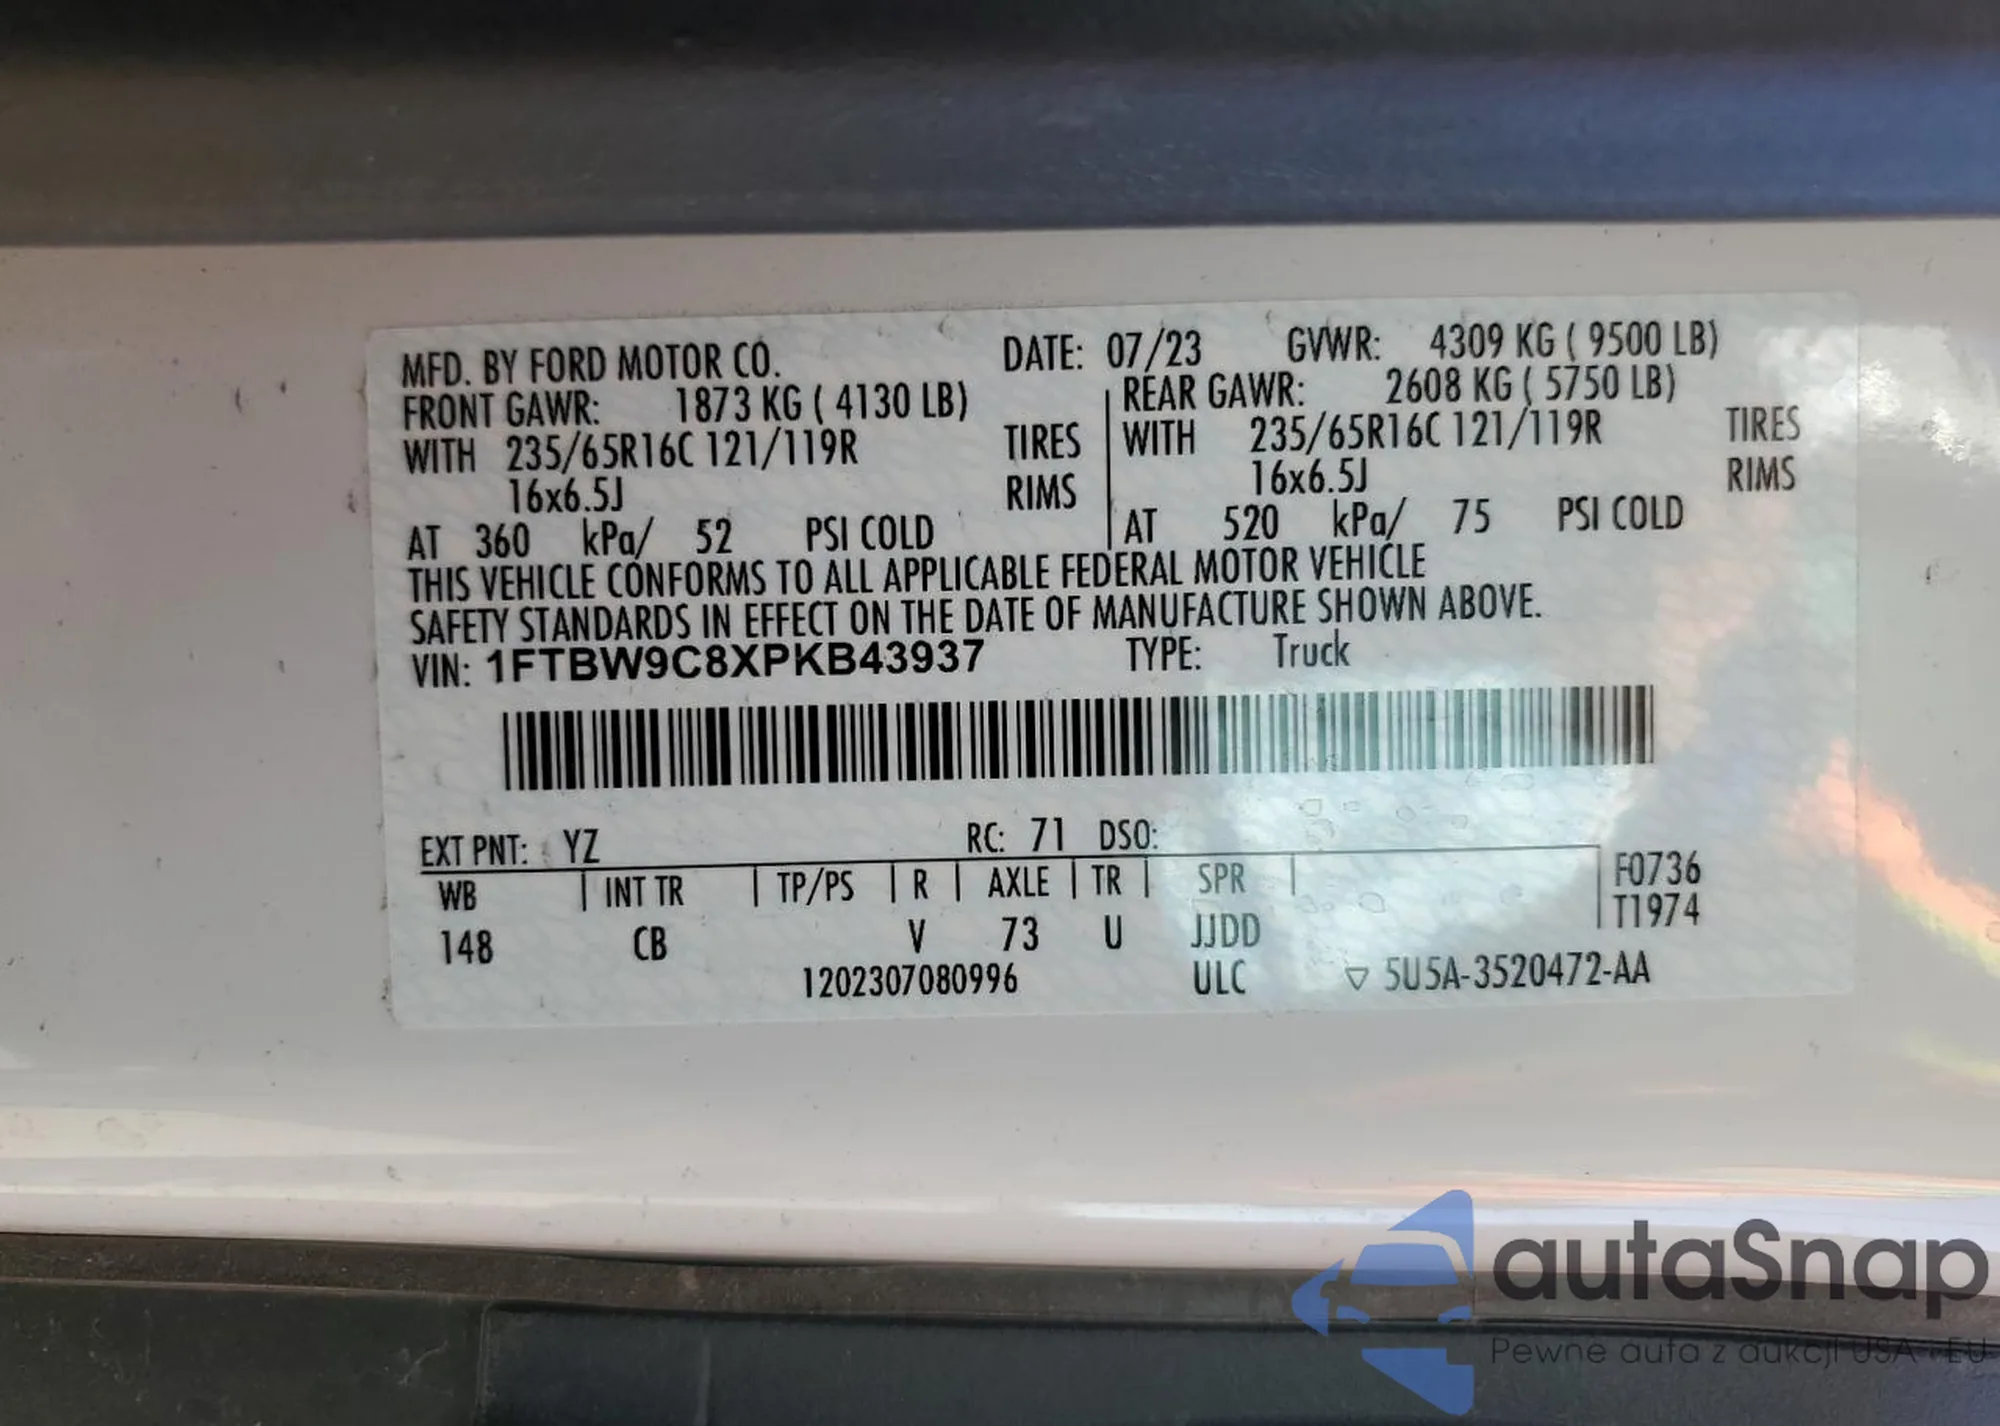 MFD. BY FORD MOTOR CO. DATE: 07/23 GVWR: 4309 KG ( 9500 LB)
FRONT GAWR: 1873 KG ( 4130 LB) REAR GAWR: 2608 KG ( 5750 LB)
WITH 235/65R16C 121/119R TIRES WITH 235/65R16C 121/119R TIRES
16x6.5J RIMS 16x6.5J RIMS
AT 360 kPa/ 52 PSI COLD AT 520 kPa/ 75 PSI COLD
THIS VEHICLE CONFORMS TO ALL APPLICABLE FEDERAL MOTOR VEHICLE
SAFETY STANDARDS IN EFFECT ON THE DATE OF MANUFACTURE SHOWN ABOVE.
VIN: 1FTBW9C8XPKB43937 TYPE: Truck
EXT PNT: YZ RC: 71 DSO:
WB INT TR TP/PS R AXLE TR SPR F0736
T1974
148 CB V 73 U JJDD
1202307080996 ULC ▽ 5U5A-3520472-AA
autaSnap
Pewne auta z aukcji USA i EU